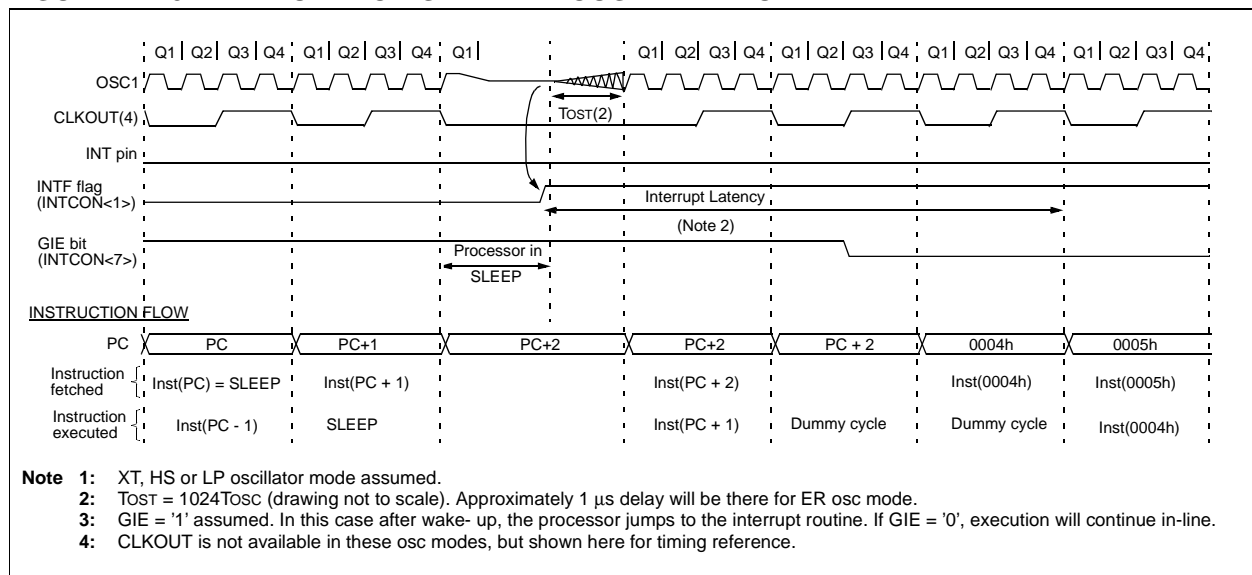 Q1 Q2 Q3 Q4 Q1 Q2 Q3 Q4 Q1 Q1 Q2 Q3 Q4 Q1 Q2 Q3 Q4 Q1 Q2 Q3 Q4 Q1 Q2 Q3 Q4
OSC1
TOST(2)
CLKOUT(4)
INT pin
INTF flag
(INTCON<1>)
Interrupt Latency
(Note 2)
GIE bit
(INTCON<7>)
Processor in
SLEEP
INSTRUCTION FLOW
PC PC PC+1 PC+2 PC+2 PC + 2 0004h 0005h
Instruction
fetched
Inst(PC) = SLEEP Inst(PC + 1) Inst(PC + 2) Inst(0004h) Inst(0005h)
Instruction
executed
Inst(PC - 1) SLEEP Inst(PC + 1) Dummy cycle Dummy cycle Inst(0004h)
Note 1: XT, HS or LP oscillator mode assumed.
2: TOST = 1024TOSC (drawing not to scale). Approximately 1 µs delay will be there for ER osc mode.
3: GIE = '1' assumed. In this case after wake- up, the processor jumps to the interrupt routine. If GIE = '0', execution will continue in-line.
4: CLKOUT is not available in these osc modes, but shown here for timing reference.